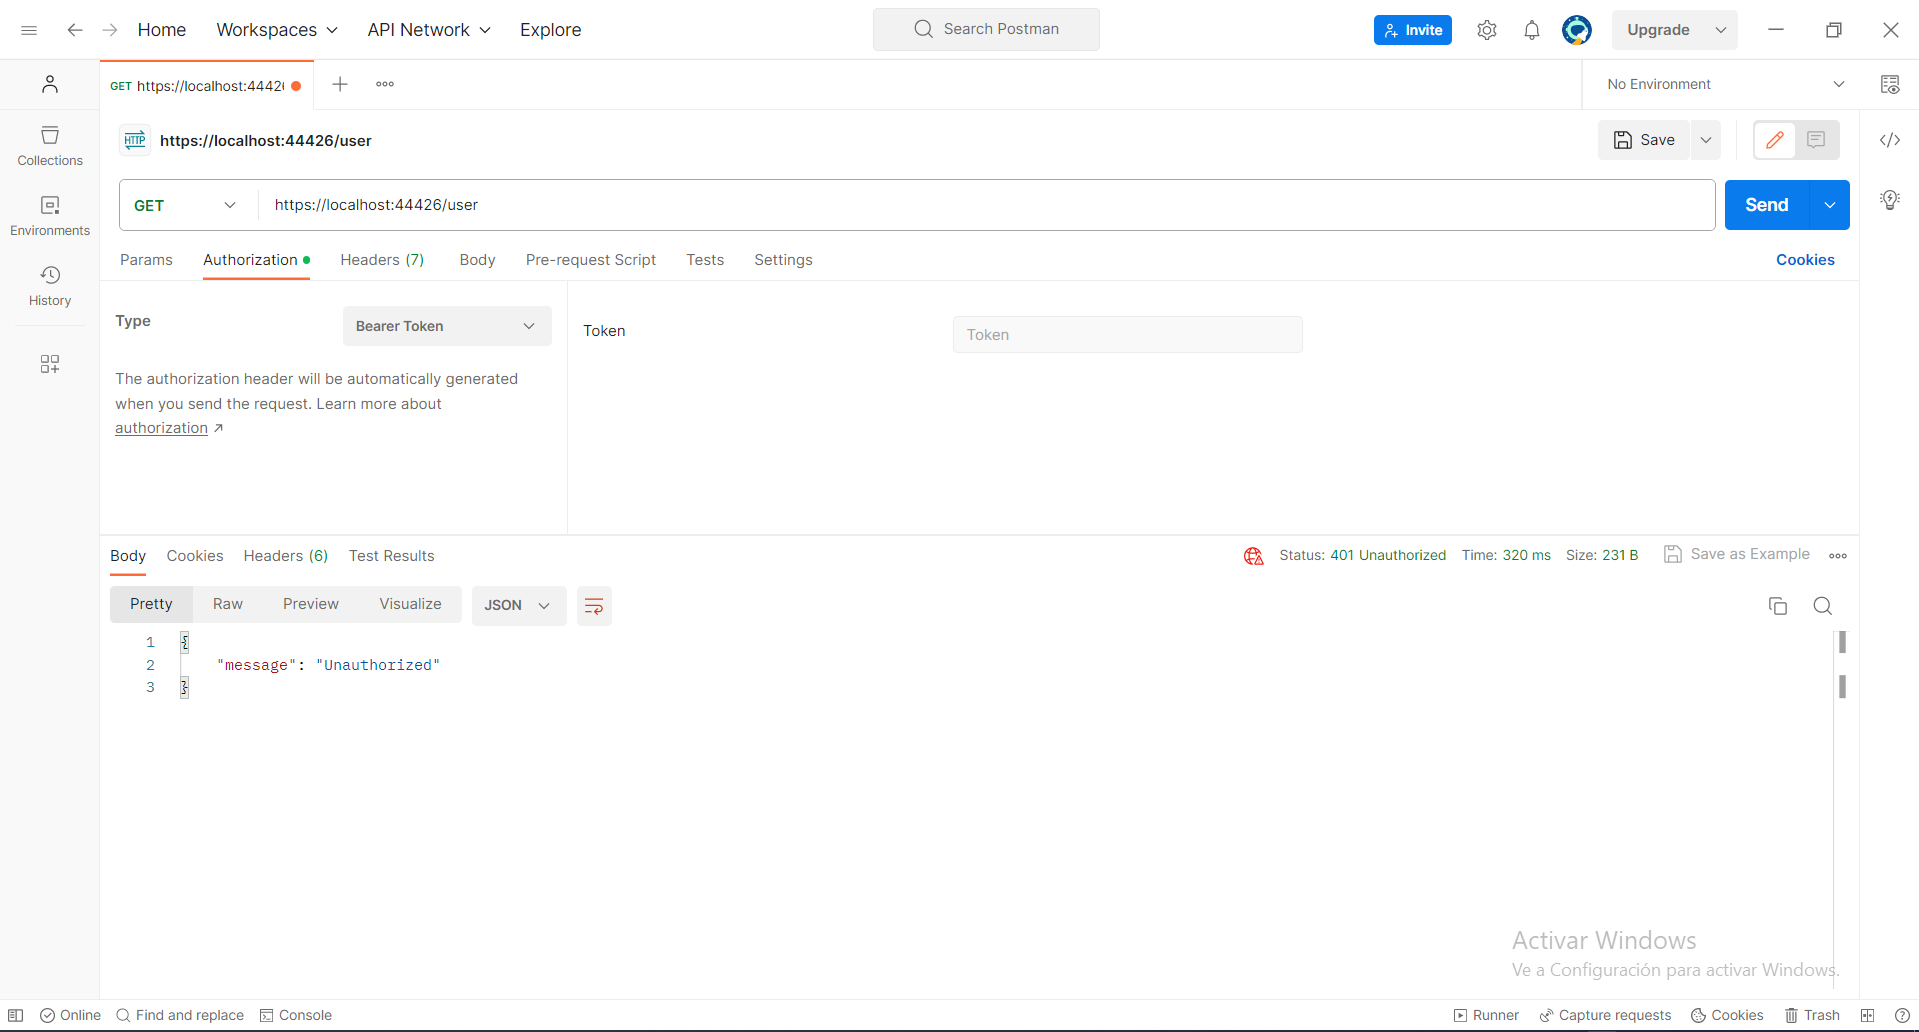 Home Workspaces API Network Explore Search Postman Invite Upgrade
GET https://localhost:4442 No Environment
HTTP https://localhost:44426/user Save
Collections
GET https://localhost:44426/user Send
Environments
Params Authorization Headers (7) Body Pre-request Script Tests Settings Cookies
History
Type Bearer Token Token Token
The authorization header will be automatically generated
when you send the request. Learn more about
authorization
Body Cookies Headers (6) Test Results Status: 401 Unauthorized Time: 320 ms Size: 231 B Save as Example
Pretty Raw Preview Visualize JSON
1 {
2 "message": "Unauthorized"
3 }
Activar Windows
Ve a Configuración para activar Windows.
Online Find and replace Console Runner Capture requests Cookies Trash